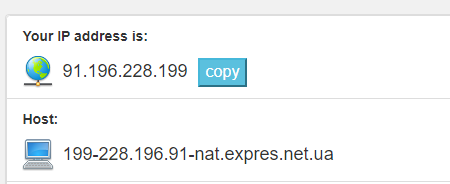 Your IP address is:
91.196.228.199 copy
Host:
199-228.196.91-nat.expres.net.ua